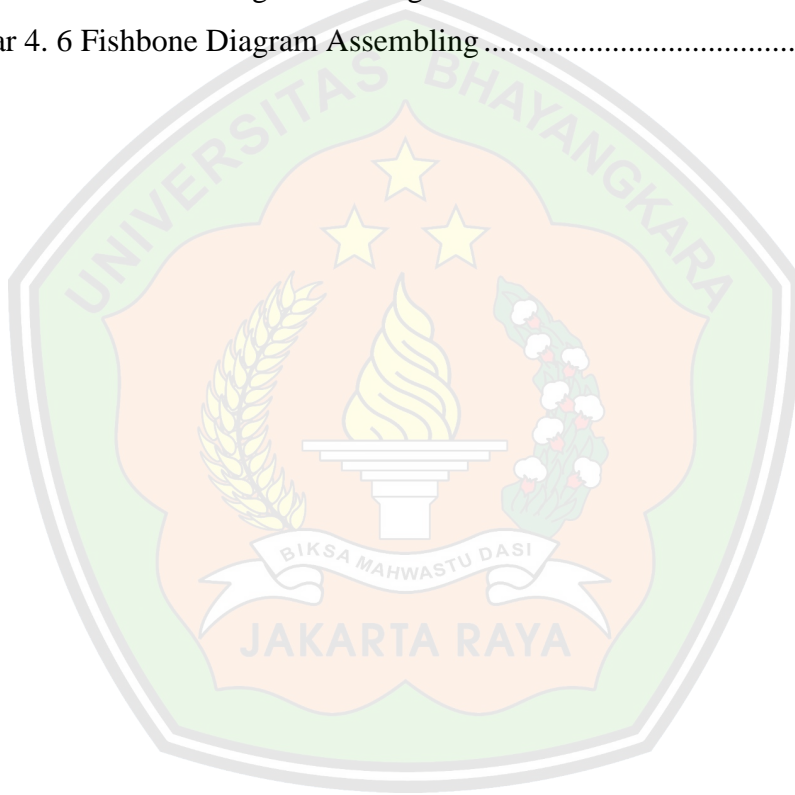 ar 4. 6 Fishbone Diagram Assembling
UNIVERSITAS BHAYANGKARA
BIKSA MAHWASTU DASI
JAKARTA RAYA